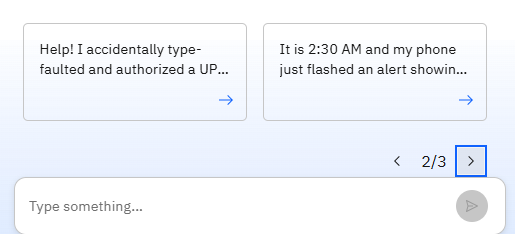 Help! I accidentally type-
faulted and authorized a UP...
It is 2:30 AM and my phone
just flashed an alert showin...
2/3
Type something...